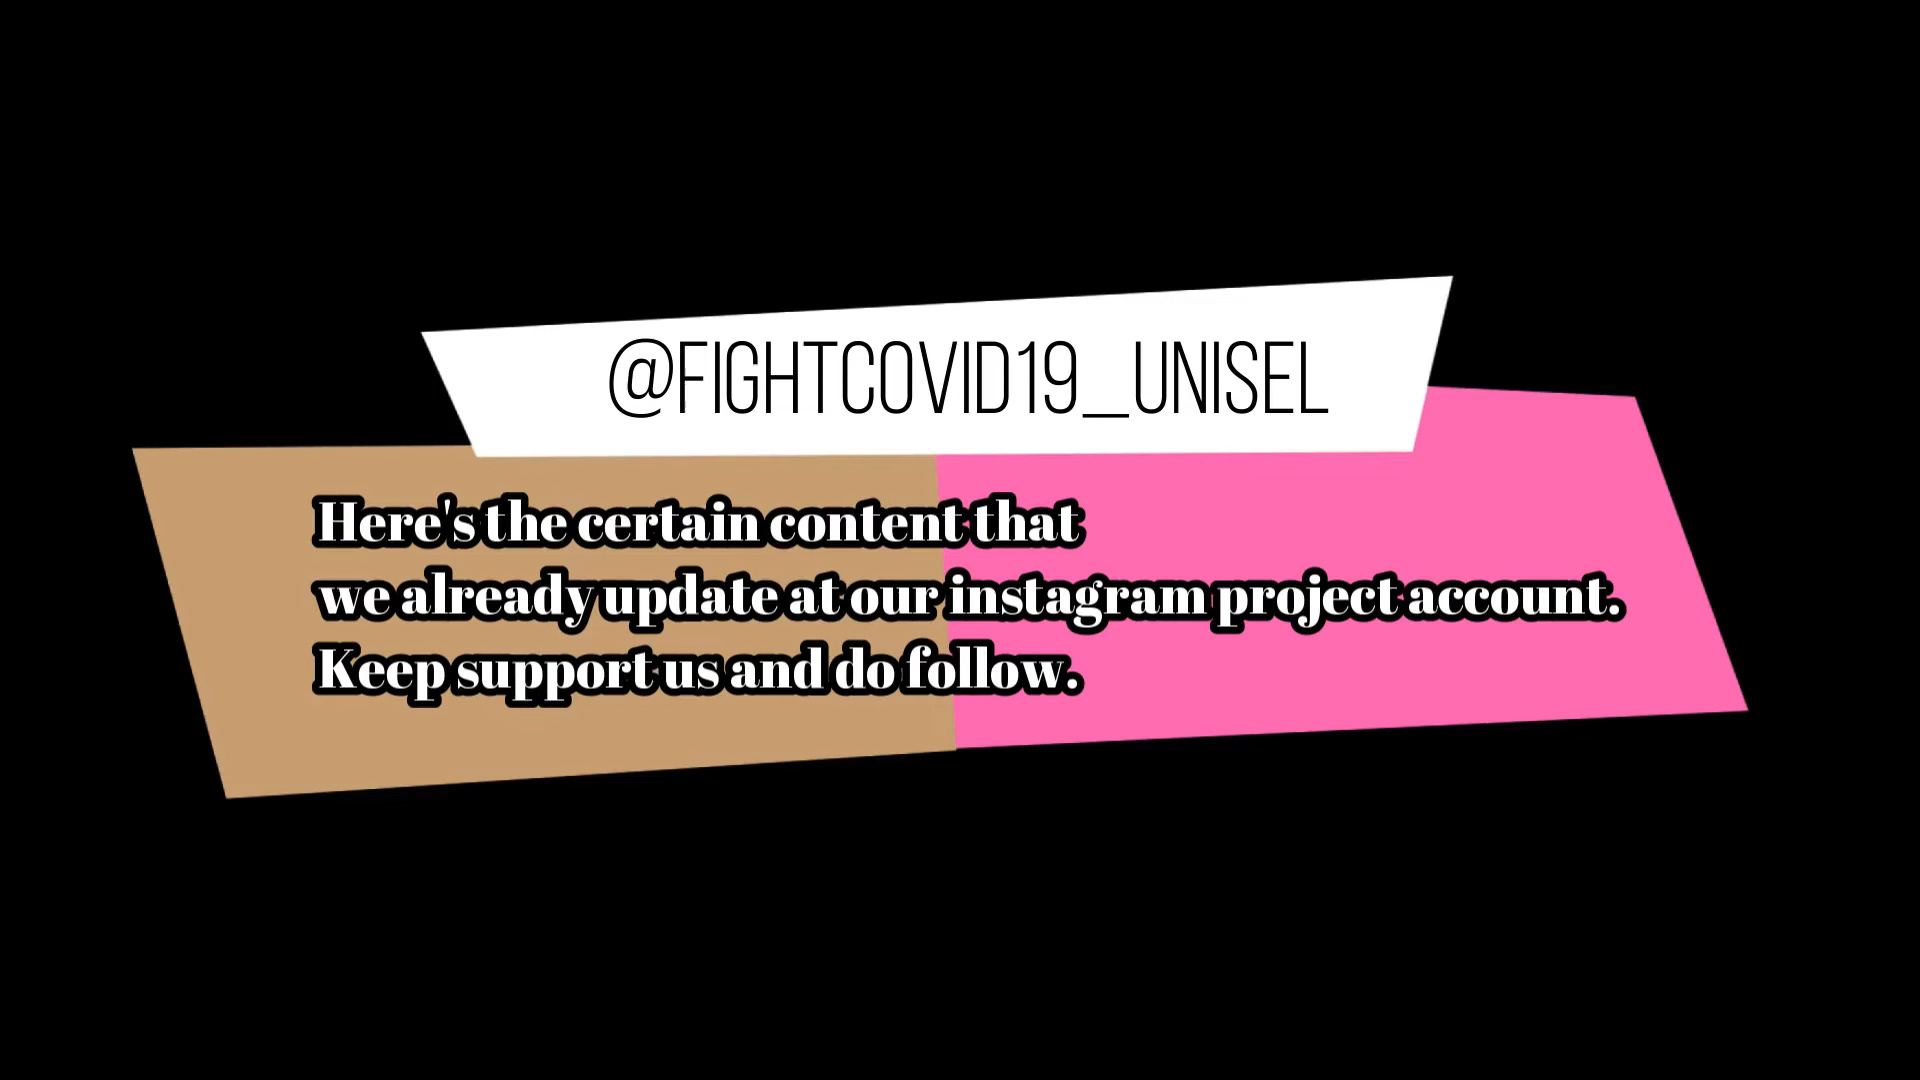 @FIGHTCOVID19_UNISEL
Here's the certain content that
we already update at our instagram project account.
Keep support us and do follow.